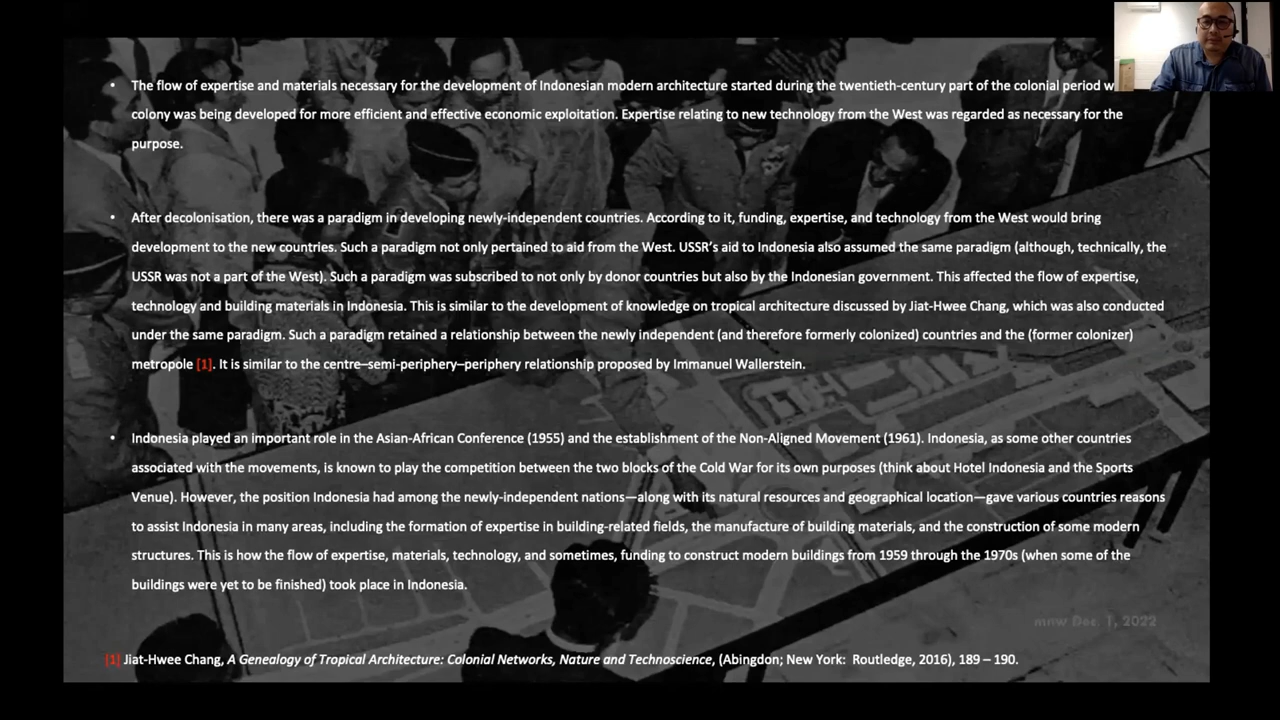 • The flow of expertise and materials necessary for the development of Indonesian modern architecture started during the twentieth-century part of the colonial period
colony was being developed for more efficient and effective economic exploitation. Expertise relating to new technology from the West was regarded as necessary for the
purpose.
• After decolonisation, there was a paradigm in developing newly-independent countries. According to it, funding, expertise, and technology from the West would bring
development to the new countries. Such a paradigm not only pertained to aid from the West. USSR's aid to Indonesia also assumed the same paradigm (although, technically, the
USSR was not a part of the West). Such a paradigm was subscribed to not only by donor countries but also by the Indonesian government. This affected the flow of expertise,
technology and building materials in Indonesia. This is similar to the development of knowledge on tropical architecture discussed by Jiat-Hwee Chang, which was also conducted
under the same paradigm. Such a paradigm retained a relationship between the newly independent (and therefore formerly colonized) countries and the (former colonizer)
metropole [1]. It is similar to the centre–semi-periphery–periphery relationship proposed by Immanuel Wallerstein.
• Indonesia played an important role in the Asian-African Conference (1955) and the establishment of the Non-Aligned Movement (1961). Indonesia, as some other countries
associated with the movements, is known to play the competition between the two blocks of the Cold War for its own purposes (think about Hotel Indonesia and the Sports
Venue). However, the position Indonesia had among the newly-independent nations—along with its natural resources and geographical location—gave various countries reasons
to assist Indonesia in many areas, including the formation of expertise in building-related fields, the manufacture of building materials, and the construction of some modern
structures. This is how the flow of expertise, materials, technology, and sometimes, funding to construct modern buildings from 1959 through the 1970s (when some of the
buildings were yet to be finished) took place in Indonesia.
mnw Dec. 1, 2022
[1] Jiat-Hwee Chang, A Genealogy of Tropical Architecture: Colonial Networks, Nature and Technoscience, (Abingdon; New York: Routledge, 2016), 189 – 190.